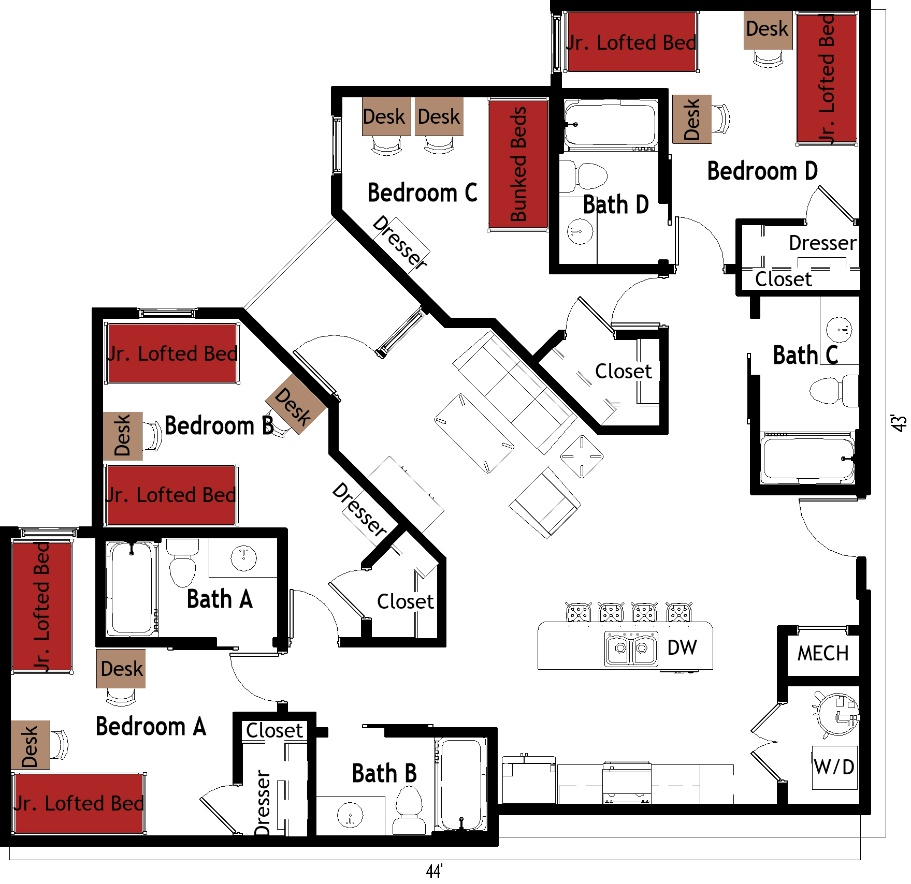 Desk
Jr. Lofted Bed
Jr. Lofted Bed
Desk
Bedroom D
Desk
Desk
Bunked Beds
Bedroom C
Dresser
Bath D
Dresser
Closet
Bath C
Closet
Jr. Lofted Bed
Desk
Bedroom B
Desk
Jr. Lofted Bed
Dresser
43'
Jr. Lofted Bed
Bath A
Closet
DW
MECH
Desk
Bedroom A
Desk
Closet
Dresser
Bath B
W/D
Jr. Lofted Bed
44'